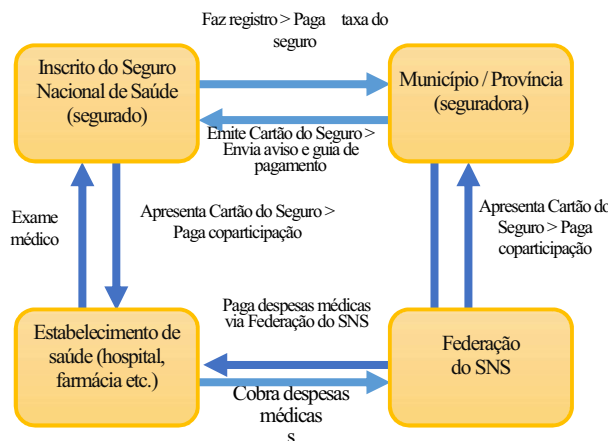 Faz registro > Paga taxa do
seguro
Inscrito do Seguro
Nacional de Saúde
(segurado)
Município / Província
(seguradora)
Emite Cartão do Seguro >
Envia aviso e guia de
pagamento
Exame
médico
Apresenta Cartão do Seguro >
Paga coparticipação
Apresenta Cartão do
Seguro > Paga
coparticipação
Paga despesas médicas
via Federação do SNS
Estabelecimento de
saúde (hospital,
farmácia etc.)
Federação
do SNS
Cobra despesas
médicas
s